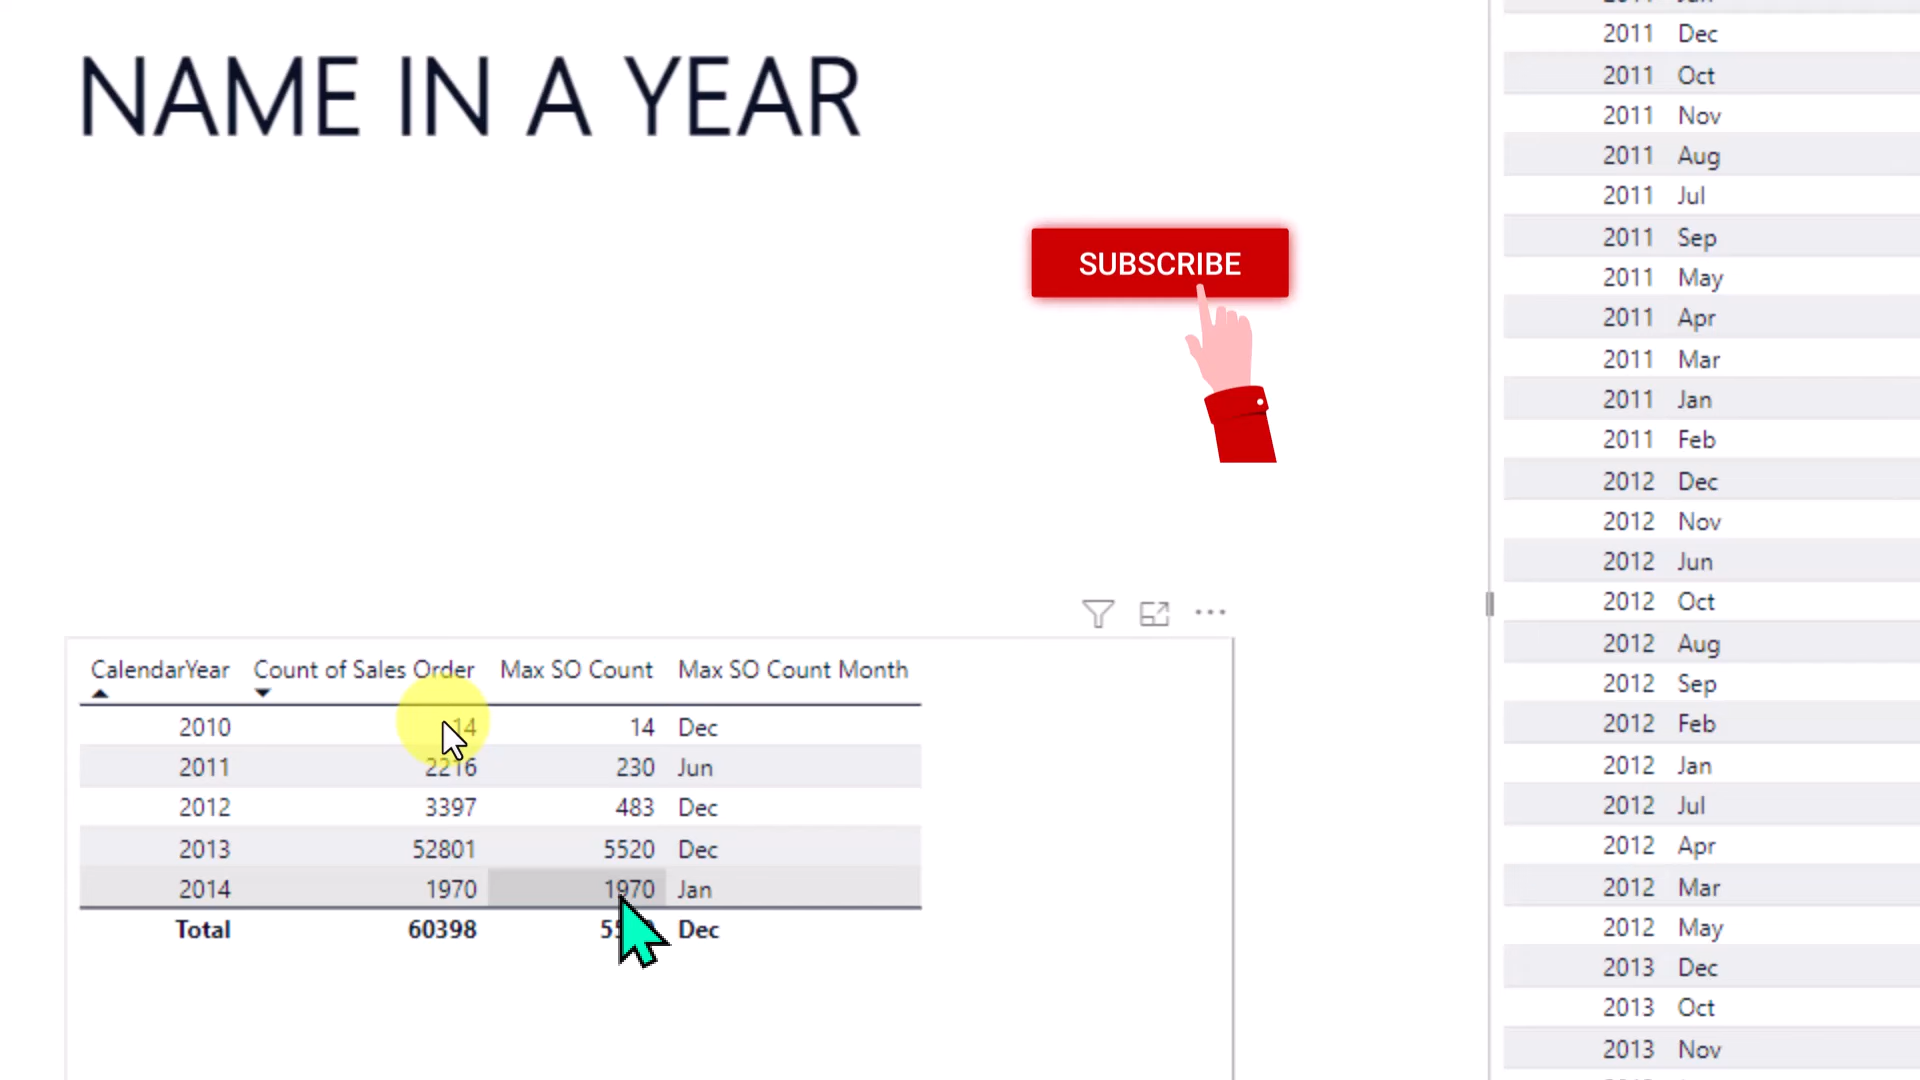 NAME IN A YEAR
SUBSCRIBE
CalendarYear Count of Sales Order Max SO Count Max SO Count Month
2010 14 14 Dec
2011 2216 230 Jun
2012 3397 483 Dec
2013 52801 5520 Dec
2014 1970 1970 Jan
Total 60398 Dec
2011 Dec
2011 Oct
2011 Nov
2011 Aug
2011 Jul
2011 Sep
2011 May
2011 Apr
2011 Mar
2011 Jan
2011 Feb
2012 Dec
2012 Nov
2012 Jun
2012 Oct
2012 Aug
2012 Sep
2012 Feb
2012 Jan
2012 Jul
2012 Apr
2012 Mar
2012 May
2013 Dec
2013 Oct
2013 Nov